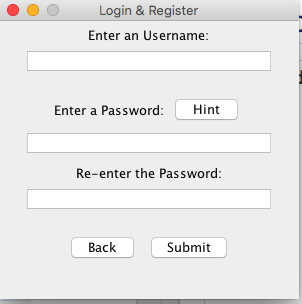 Login & Register
Enter an Username:
Enter a Password: Hint
Re-enter the Password:
Back Submit